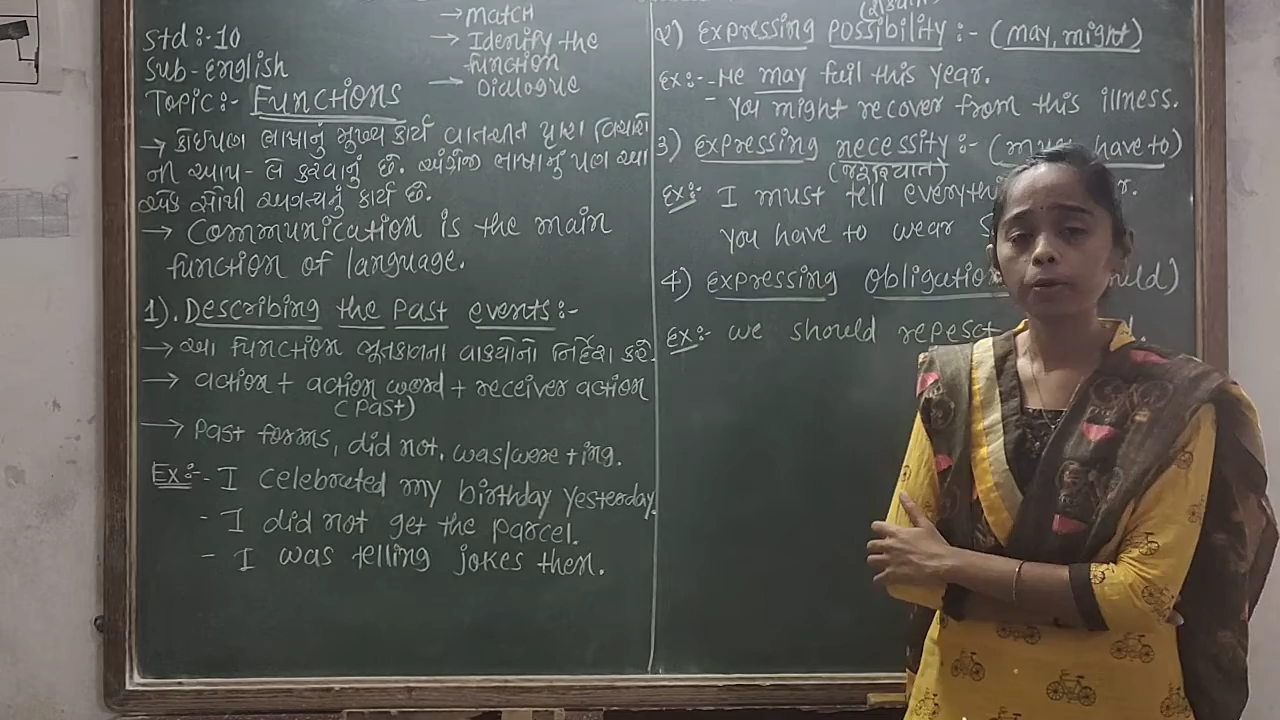 Std:-10
Sub-English
Topic:- Functions
→ Match
→ Identify the
function
→ Dialogue
→ કોઈપણ ભાષાનું મુખ્ય કાર્ય વાતચીત દ્વારા વિચારો
ની આપ-લે કરવાનું છે. અંગ્રેજી ભાષાનું પણ આ
એક સૌથી અગત્યનું કાર્ય છે.
→ Communication is the main
function of language.
1). Describing the Past events:-
→ આ function ભૂતકાળના વાક્યોનો નિર્દેશ કરે.
→ action + action word + receiver action
(Past)
→ Past forms, did not, was/were +ing.
Ex:- - I celebrated my birthday yesterday.
- I did not get the parcel.
- I was telling jokes then.
2) Expressing Possibility :- (may, might)
Ex:- - He may fail this year.
- You might recover from this illness.
3) Expressing necessity :- (must, have to)
(જરૂરિયાત)
Ex:- I must tell
You have to wear
4) Expressing Obligation
Ex:- we should repesct